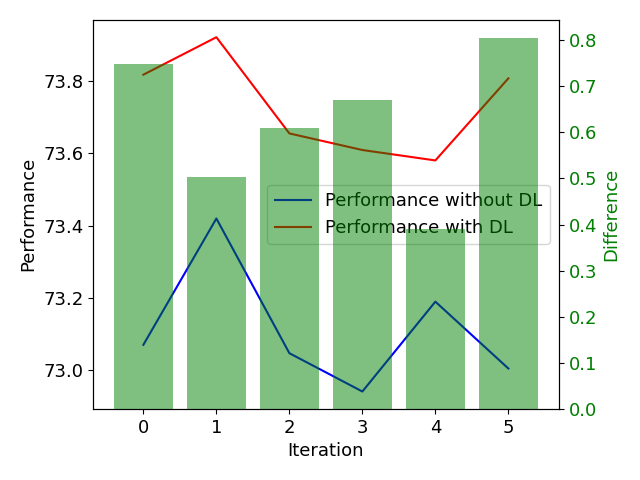 73.8
73.6
73.4
73.2
73.0
Performance
0.8
0.7
0.6
0.5
0.4
0.3
0.2
0.1
0.0
Difference
Performance without DL
Performance with DL
0 1 2 3 4 5
Iteration